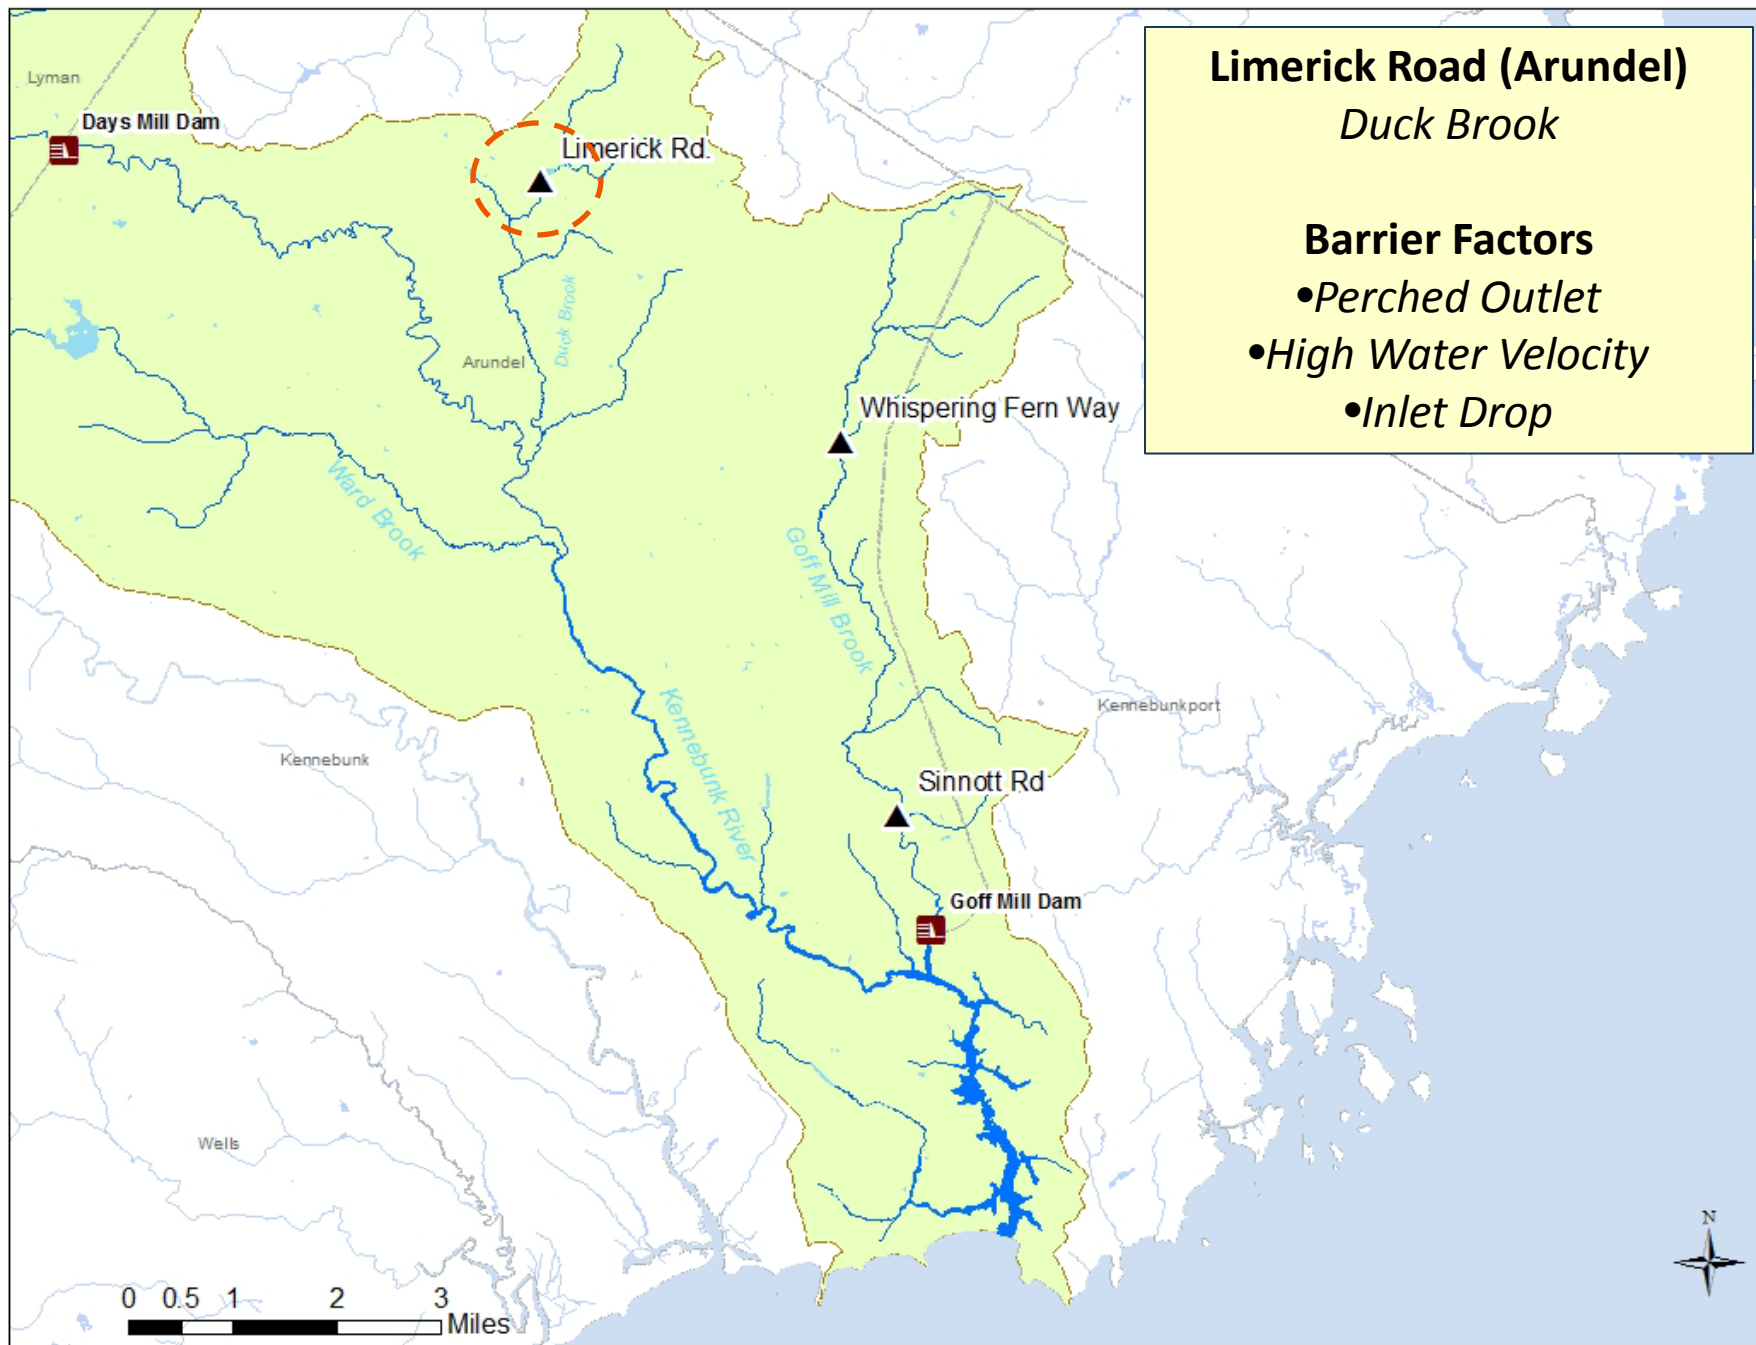 Limerick Road (Arundel)
Duck Brook
Barrier Factors
•Perched Outlet
•High Water Velocity
•Inlet Drop
Lyman
Days Mill Dam
Limerick Rd.
Duck Brook
Arundel
Whispering Fern Way
Ward Brook
Goff Mill Brook
Kennebunk River
Kennebunkport
Kennebunk
Sinnott Rd
Goff Mill Dam
Wells
N
0 0.5 1 2 3
Miles